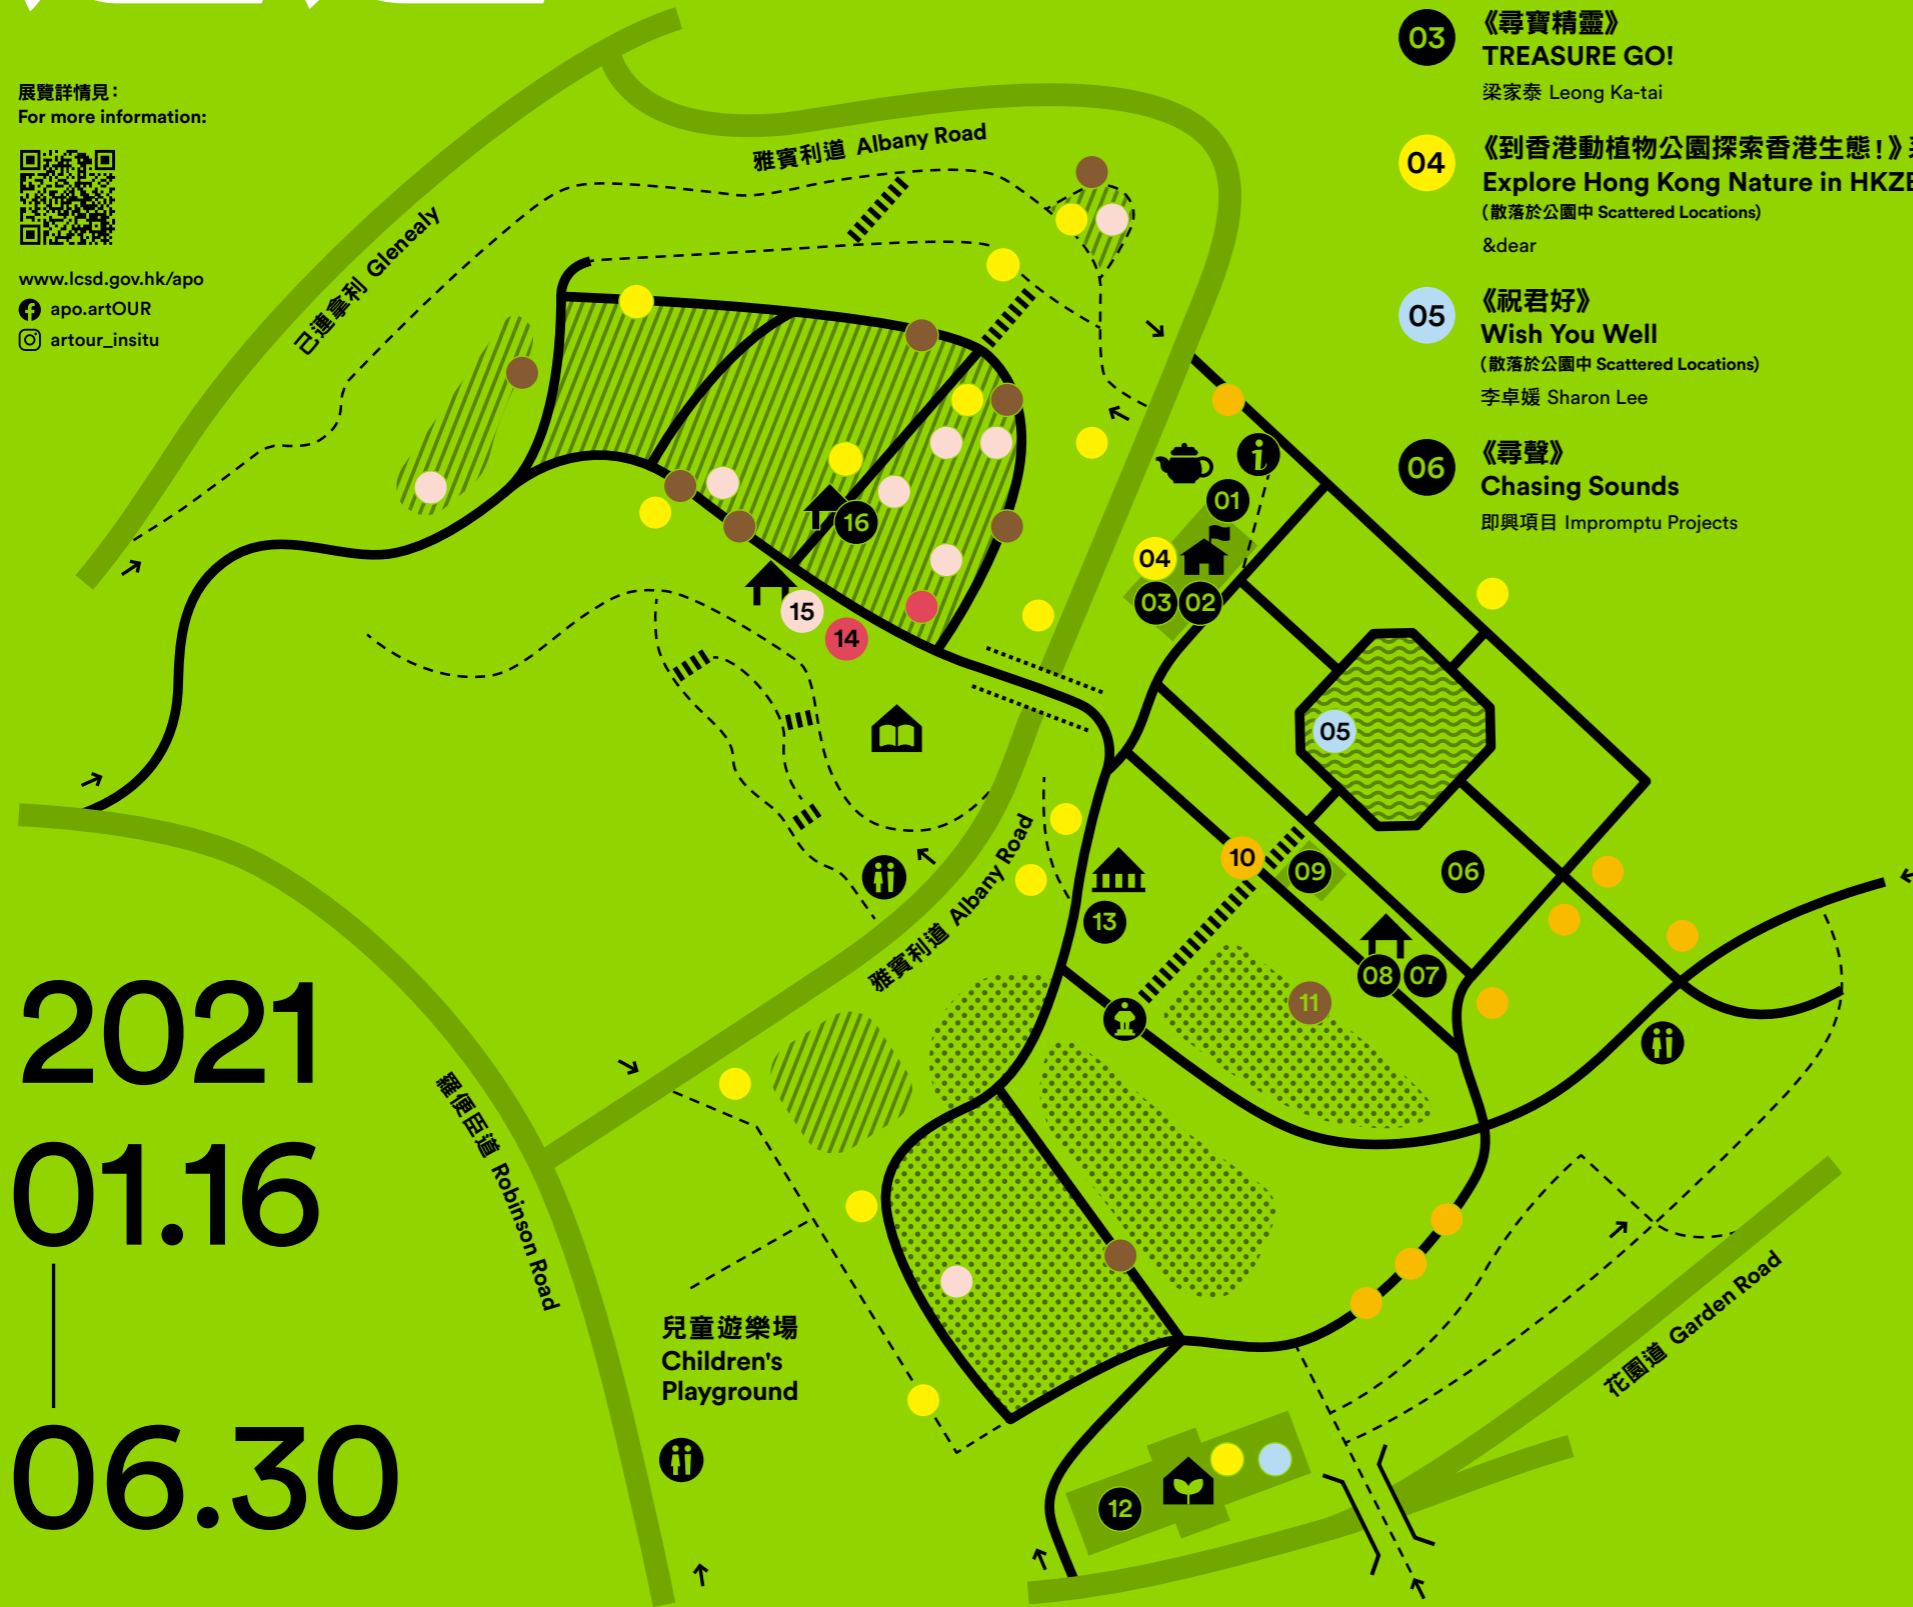 展覽詳情見：
For more information:
www.lcsd.gov.hk/apo
apo.artOUR
artour_insitu
2021
01.16
06.30
03
《尋寶精靈》
TREASURE GO!
梁家泰 Leong Ka-tai
04
《到香港動植物公園探索香港生態！》
Explore Hong Kong Nature in HKZB
(散落於公園中 Scattered Locations)
&dear
05
《祝君好》
Wish You Well
(散落於公園中 Scattered Locations)
李卓媛 Sharon Lee
06
《尋聲》
Chasing Sounds
即興項目 Impromptu Projects
雅賓利道 Albany Road
己連拿利 Glenealy
i
01
04
03
02
16
15
14
05
10
09
06
13
08
07
11
雅賓利道 Albany Road
羅便臣道 Robinson Road
兒童遊樂場
Children's
Playground
花園道 Garden Road
12